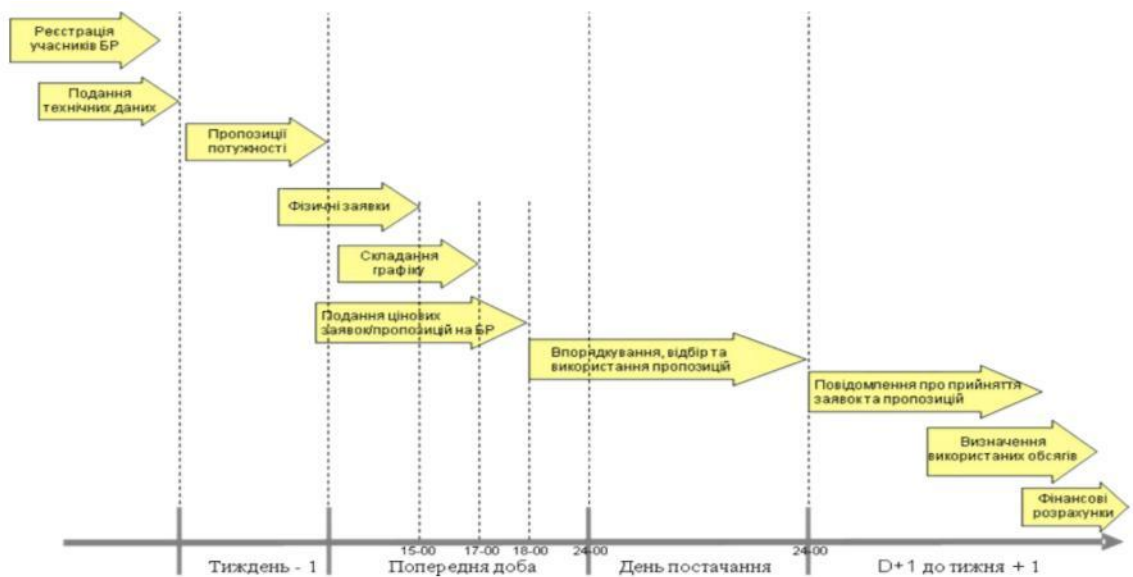 Реєстрація
учасників БР
Подання
технічних даних
Пропозиції
потужності
Фізичні заявки
Складання
графіку
Подання цінових
заявок/пропозицій на БР
Впорядкування, відбір та
використання пропозицій
Повідомлення про прийняття
заявок та пропозицій
Визначення
використаних обсягів
Фінансові
розрахунки
15-00 17-00 18-00 24-00 24-00
Тиждень - 1 Попередня доба День постачання D+1 до тижня + 1